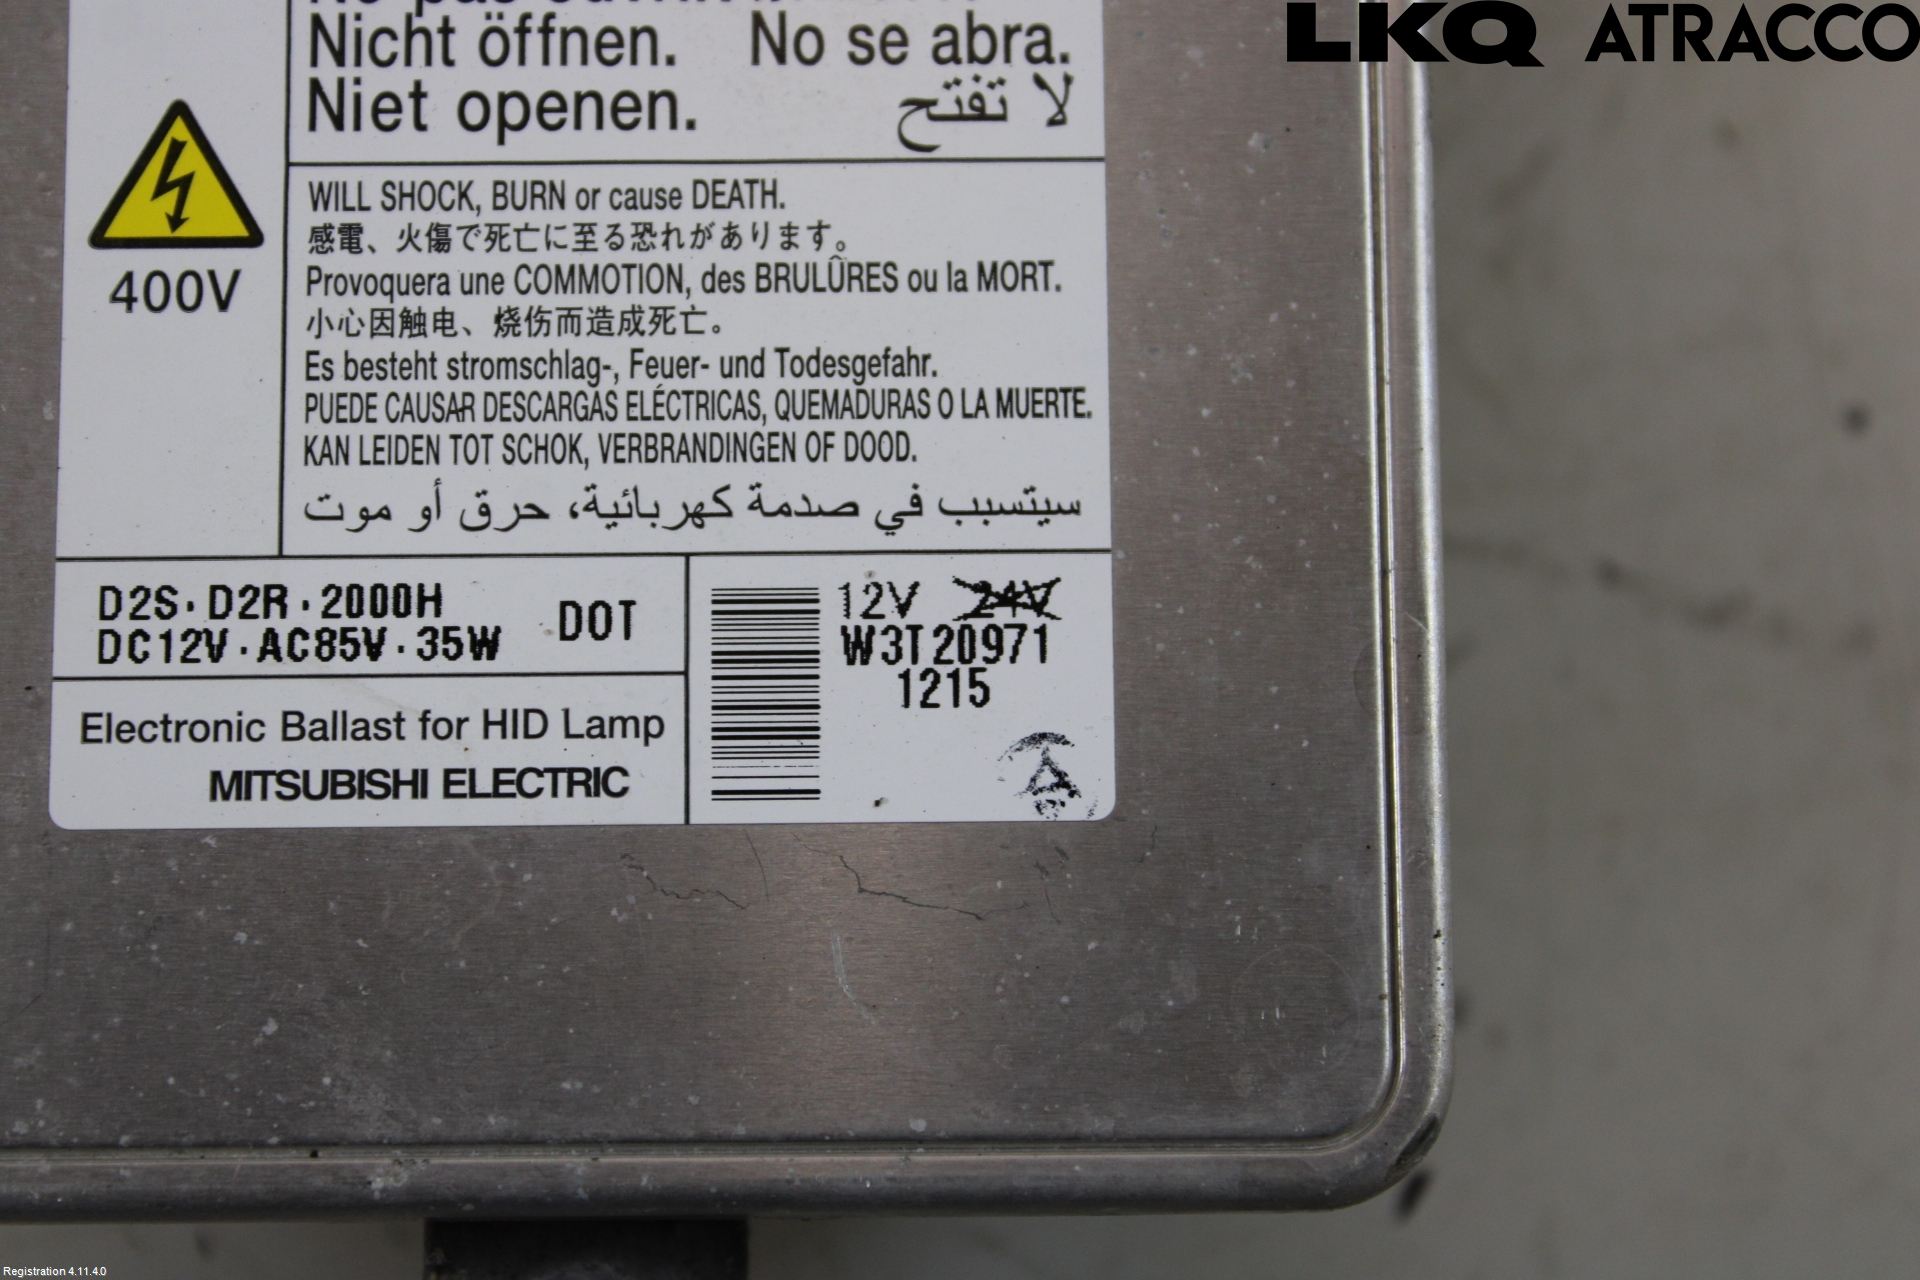 LKQ ATRACCO
Nicht öffnen. No se abra.
Niet openen. لا تفتح
400V
WILL SHOCK, BURN or cause DEATH.
感電、火傷で死亡に至る恐れがあります。
Provoquera une COMMOTION, des BRULÛRES ou la MORT.
小心因触电、烧伤而造成死亡。
Es besteht stromschlag-, Feuer- und Todesgefahr.
PUEDE CAUSAR DESCARGAS ELÉCTRICAS, QUEMADURAS O LA MUERTE.
KAN LEIDEN TOT SCHOK, VERBRANDINGEN OF DOOD.
سيتسبب في صدمة كهربائية، حرق أو موت
D2S·D2R·2000H
DC12V·AC85V·35W
DOT
12V 24V
W3T20971
1215
Electronic Ballast for HID Lamp
MITSUBISHI ELECTRIC
Registration 4.11.4.0